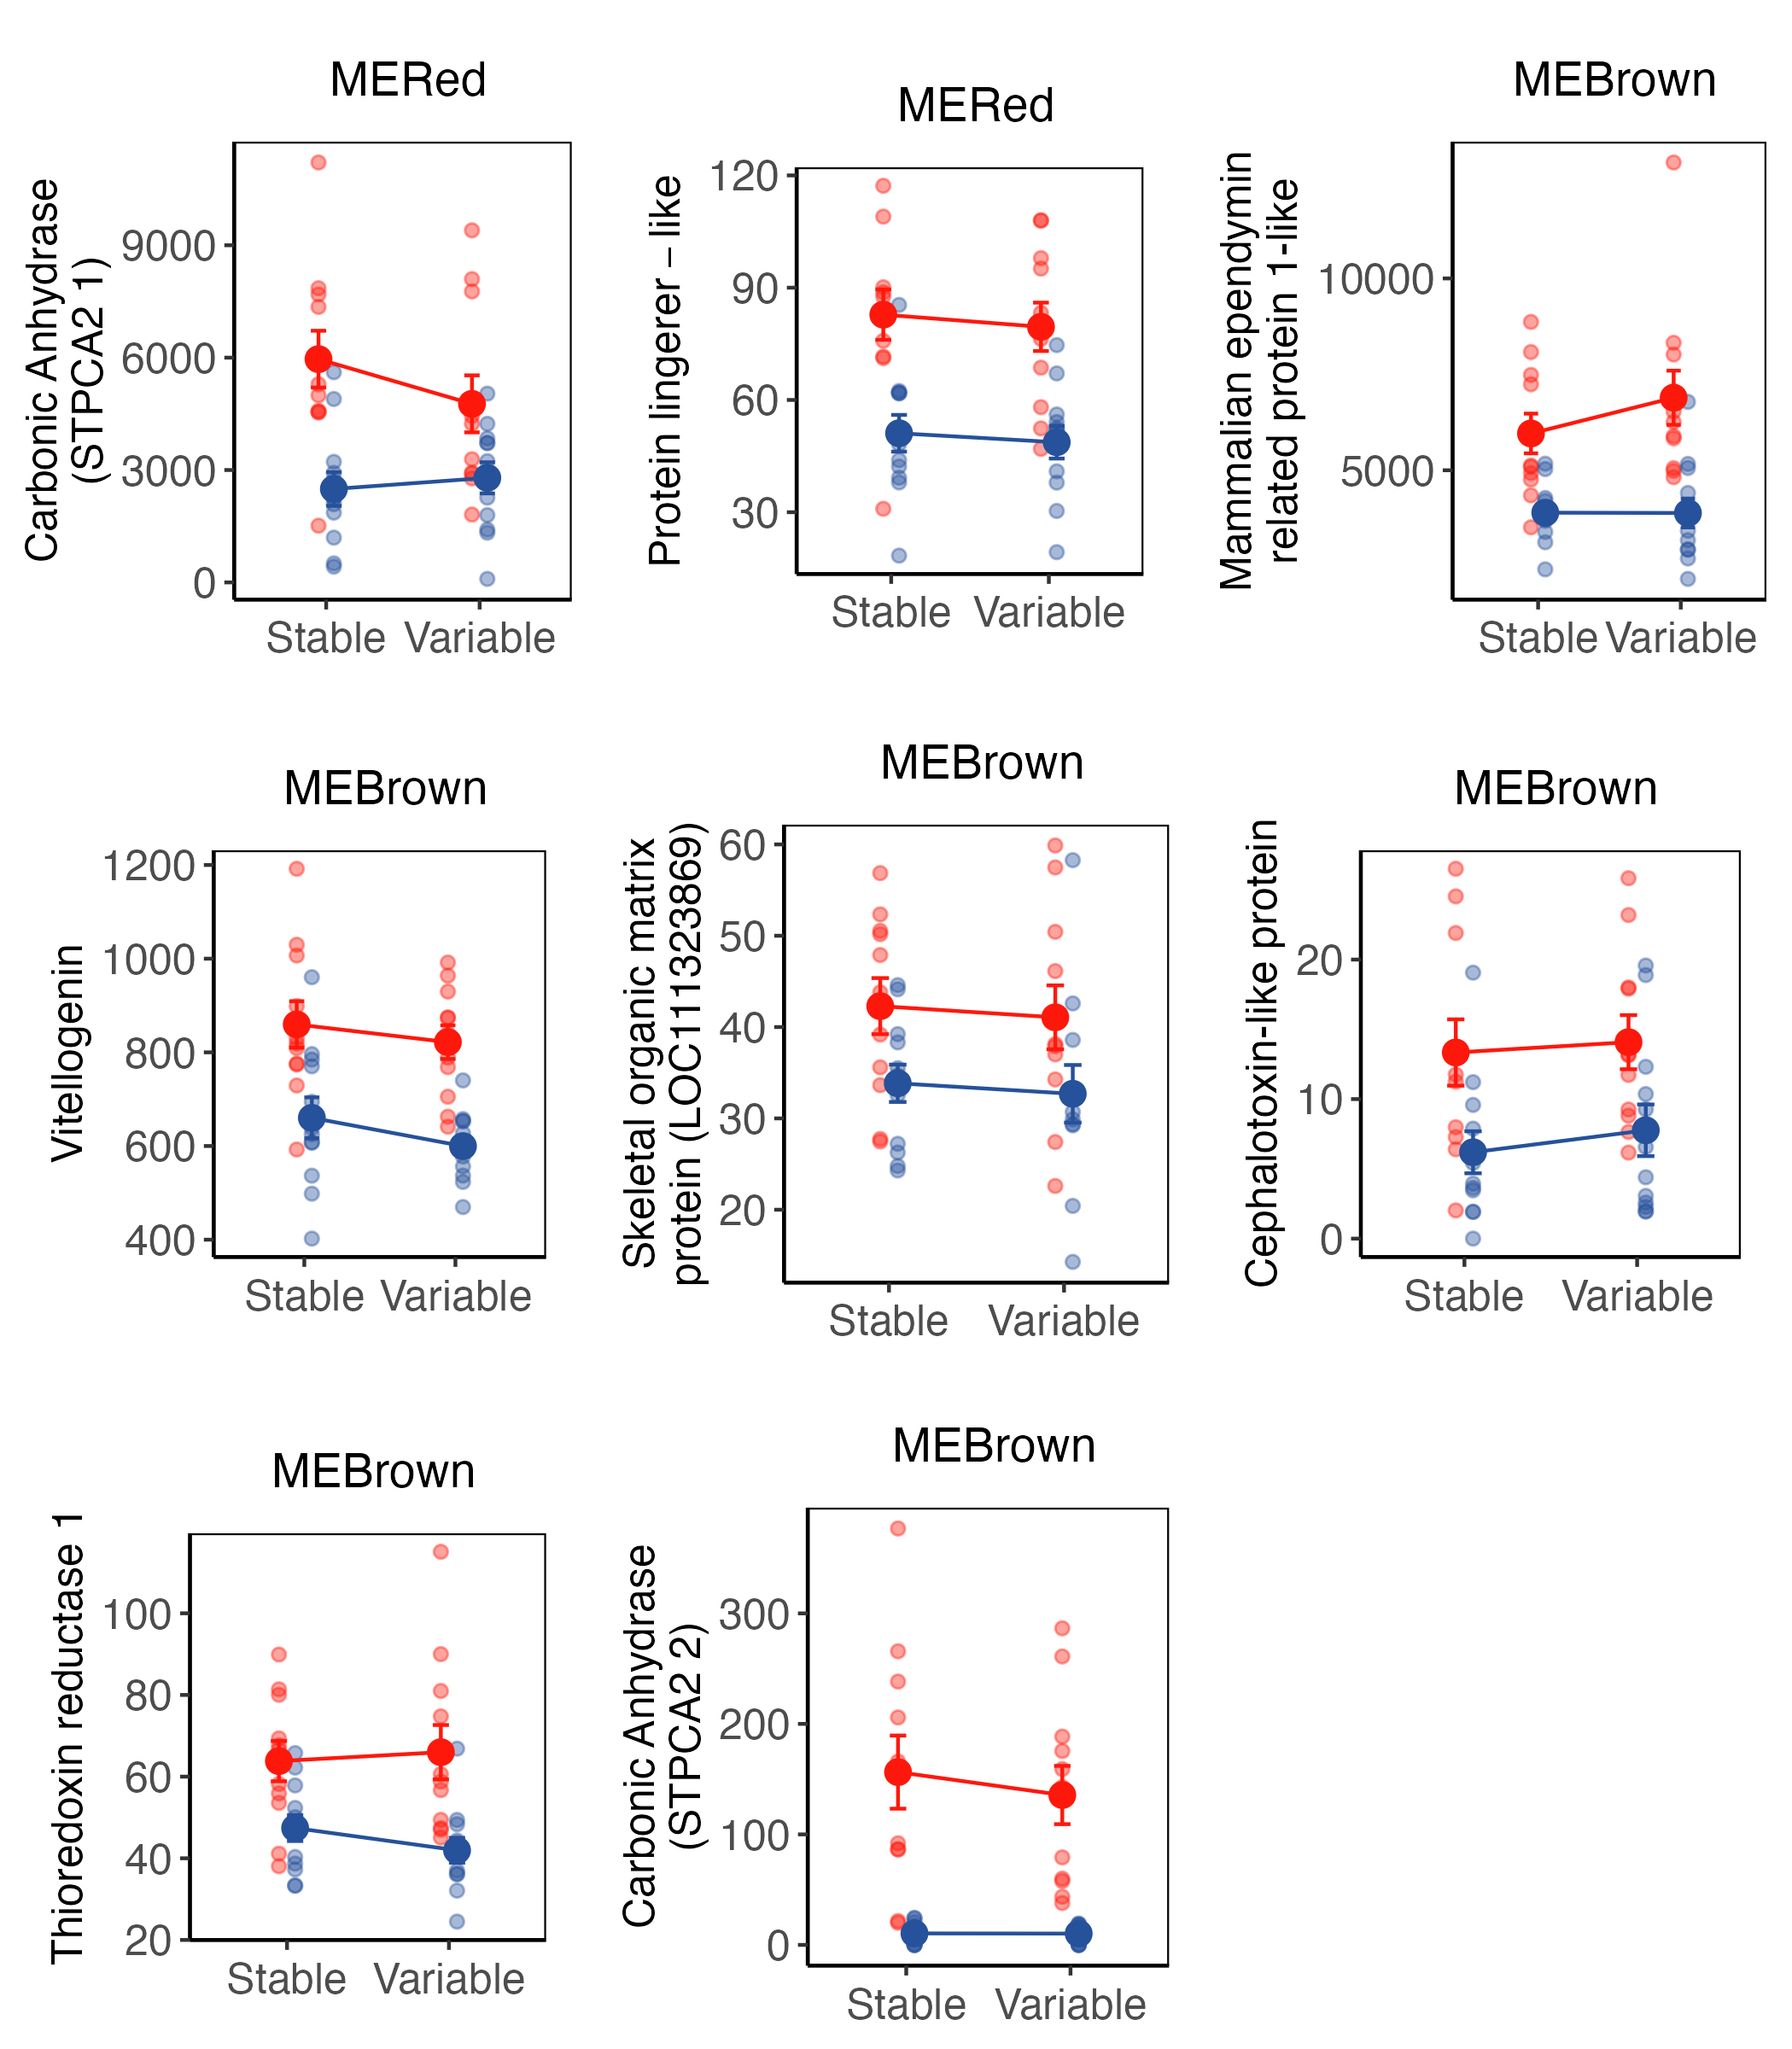 MERed
Carbonic Anhydrase
(STPCA2 1)
9000
6000
3000
0
Stable Variable
MERed
Protein lingerer – like
120
90
60
30
Stable Variable
MEBrown
Mammalian ependymin
related protein 1-like
10000
5000
Stable Variable
MEBrown
Vitellogenin
1200
1000
800
600
400
Stable Variable
MEBrown
Skeletal organic matrix
protein (LOC111323869)
60
50
40
30
20
Stable Variable
MEBrown
Cephalotoxin-like protein
20
10
0
Stable Variable
MEBrown
Thioredoxin reductase 1
100
80
60
40
20
Stable Variable
MEBrown
Carbonic Anhydrase
(STPCA2 2)
300
200
100
0
Stable Variable